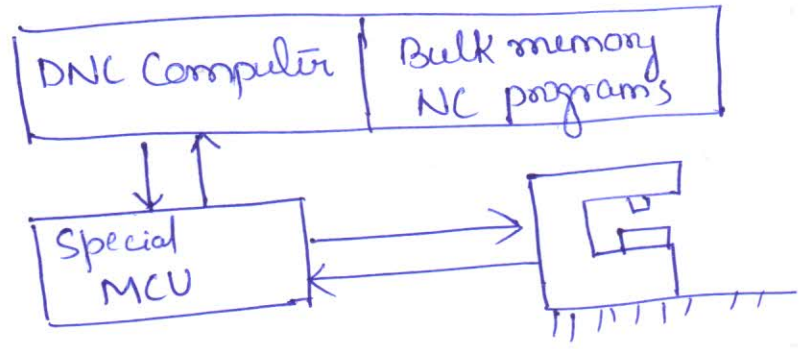 DNC Computer
Bulk memory
NC programs
Special
MCU